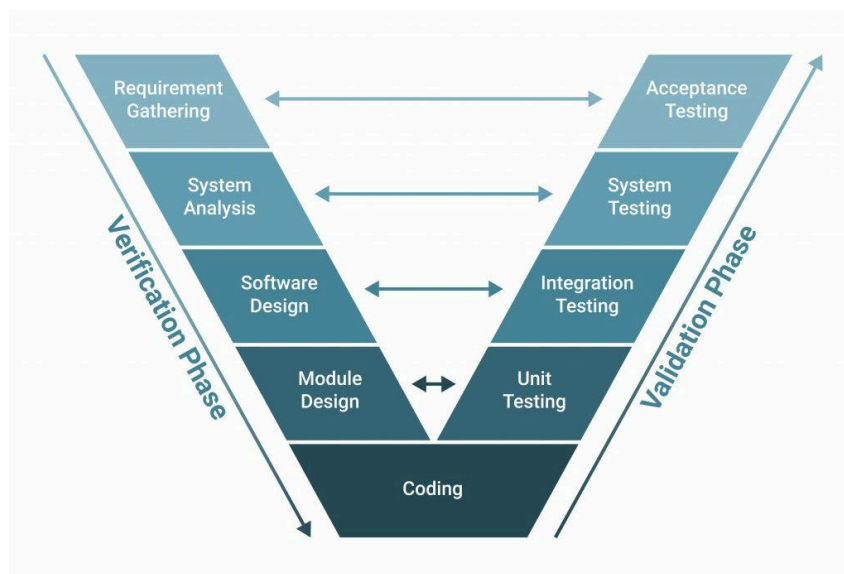 Requirement
Gathering
Acceptance
Testing
System
Analysis
System
Testing
Software
Design
Integration
Testing
Module
Design
Unit
Testing
Coding
Verification Phase
Validation Phase